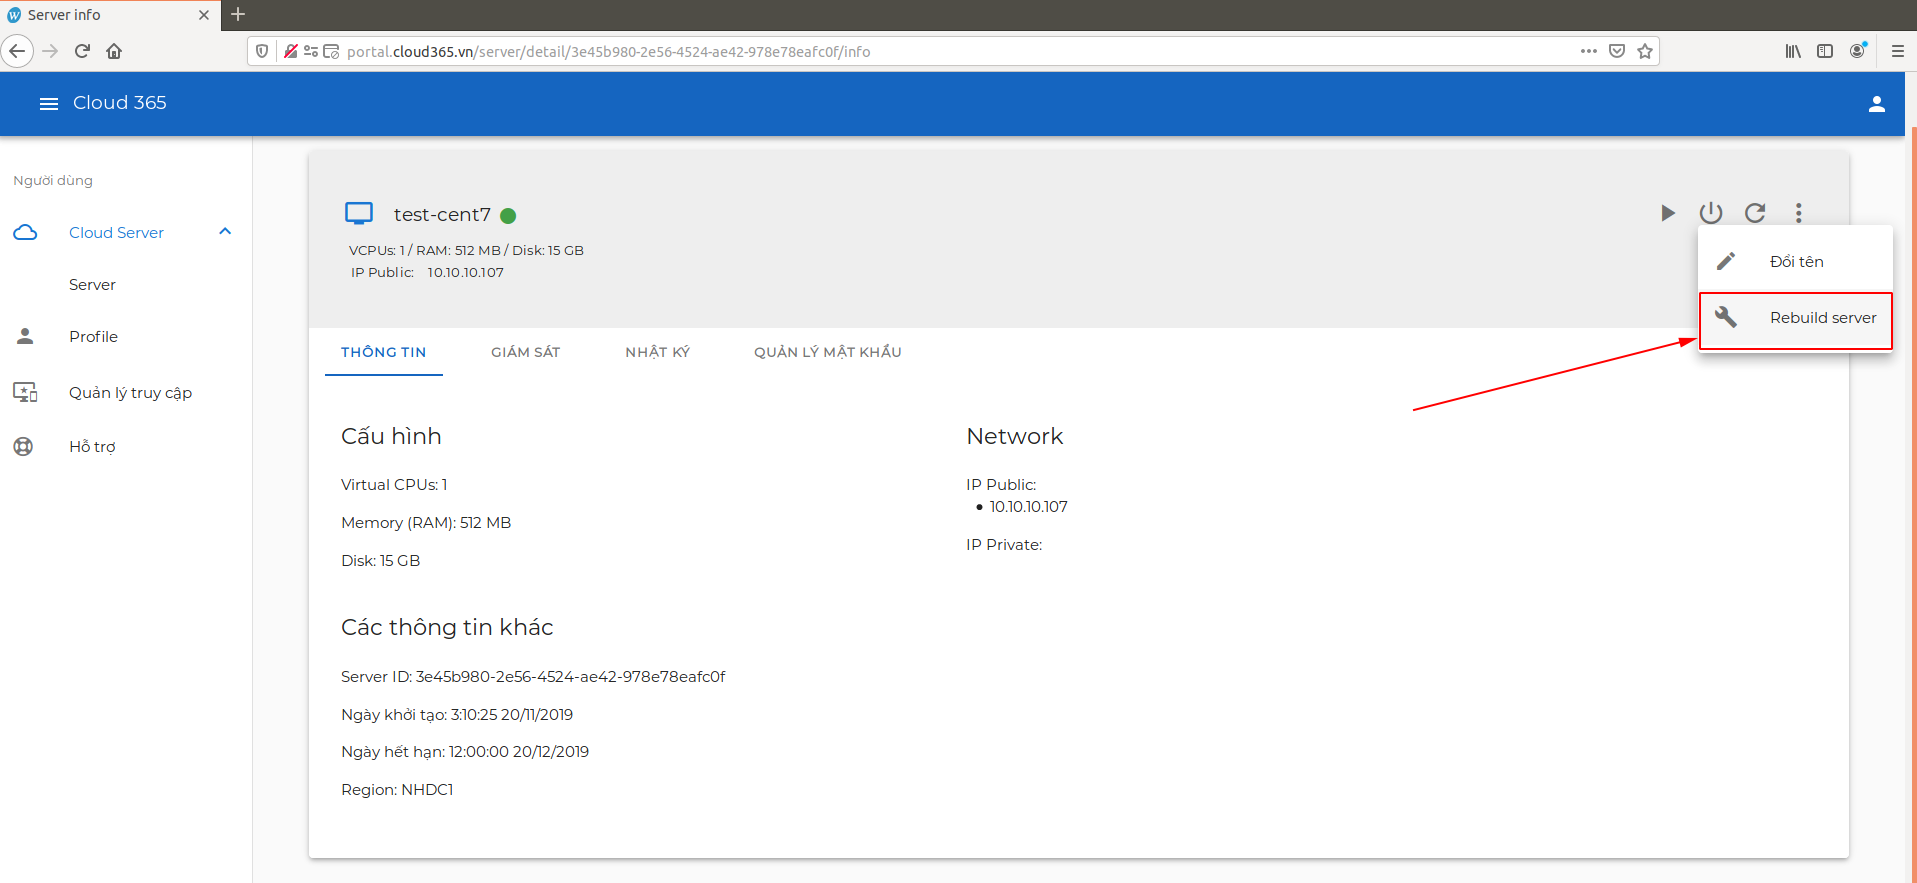 Server info
portal.cloud365.vn/server/detail/3e45b980-2e56-4524-ae42-978e78eafc0f/info
Cloud 365
Người dùng
Cloud Server
Server
Profile
Quản lý truy cập
Hỗ trợ
test-cent7
VCPUs: 1 / RAM: 512 MB / Disk: 15 GB
IP Public: 10.10.10.107
Đổi tên
Rebuild server
THÔNG TIN
GIÁM SÁT
NHẬT KÝ
QUẢN LÝ MẬT KHẨU
Cấu hình
Virtual CPUs: 1
Memory (RAM): 512 MB
Disk: 15 GB
Network
IP Public:
10.10.10.107
IP Private:
Các thông tin khác
Server ID: 3e45b980-2e56-4524-ae42-978e78eafc0f
Ngày khởi tạo: 3:10:25 20/11/2019
Ngày hết hạn: 12:00:00 20/12/2019
Region: NHDC1